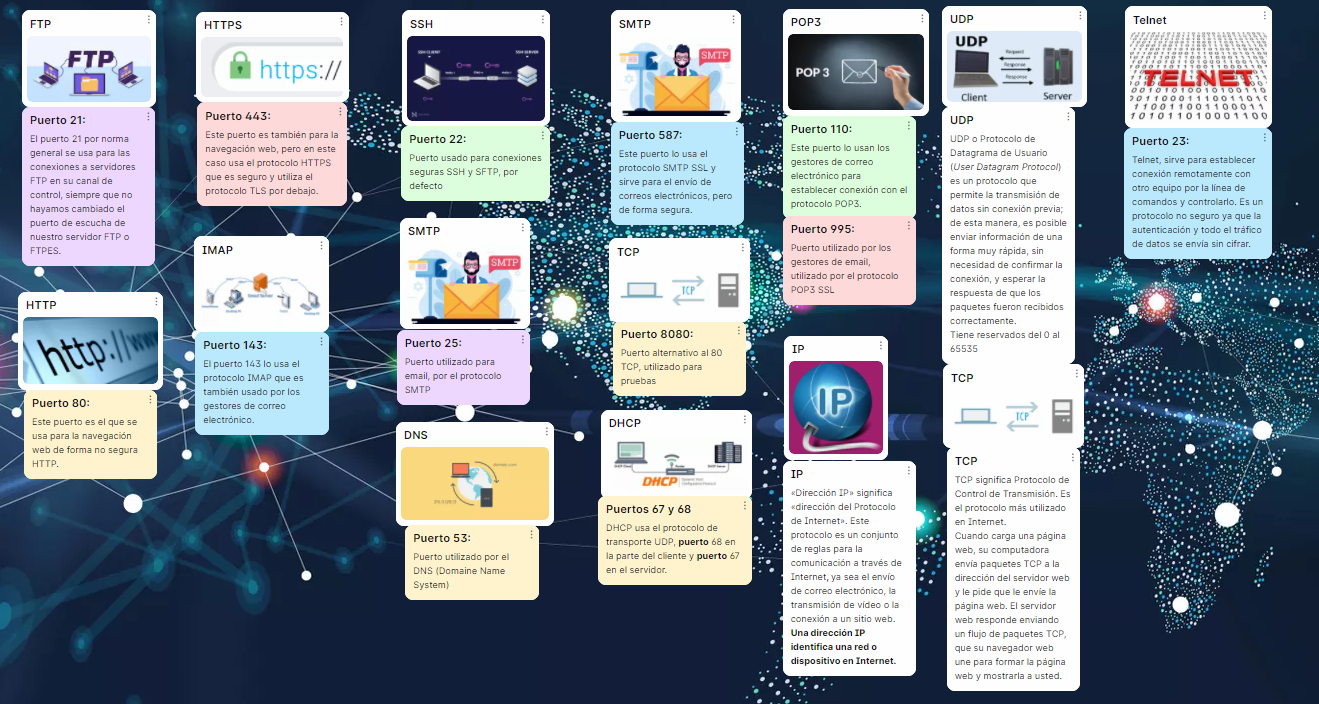 FTP
FTP
Puerto 21:
El puerto 21 por norma
general se usa para las
conexiones a servidores
FTP en su canal de
control, siempre que no
hayamos cambiado el
puerto de escucha de
nuestro servidor FTP o
FTPES.
HTTP
http://www
Puerto 80:
Este puerto es el que se
usa para la navegación
web de forma no segura
HTTP.
HTTPS
https://
Puerto 443:
Este puerto es también para la
navegación web, pero en este
caso usa el protocolo HTTPS
que es seguro y utiliza el
protocolo TLS por debajo.
IMAP
Puerto 143:
El puerto 143 lo usa el
protocolo IMAP que es
también usado por los
gestores de correo
electrónico.
SSH
SSH CLIENT
SSH SERVER
Puerto 22:
Puerto usado para conexiones
seguras SSH y SFTP, por
defecto
SMTP
SMTP
Puerto 25:
Puerto utilizado para
email, por el protocolo
SMTP
DNS
domain.com
Puerto 53:
Puerto utilizado por el
DNS (Domaine Name
System)
SMTP
SMTP
Puerto 587:
Este puerto lo usa el
protocolo SMTP SSL y
sirve para el envío de
correos electrónicos, pero
de forma segura.
TCP
TCP
Puerto 8080:
Puerto alternativo al 80
TCP, utilizado para
pruebas
DHCP
DHCP Client
DHCP Server
DHCP
Puertos 67 y 68
DHCP usa el protocolo de
transporte UDP, puerto 68 en
la parte del cliente y puerto 67
en el servidor.
POP3
POP 3
Puerto 110:
Este puerto lo usan los
gestores de correo
electrónico para
establecer conexión con el
protocolo POP3.
Puerto 995:
Puerto utilizado por los
gestores de email,
utilizado por el protocolo
POP3 SSL
IP
IP
IP
«Dirección IP» significa
«dirección del Protocolo
de Internet». Este
protocolo es un conjunto
de reglas para la
comunicación a través de
Internet, ya sea el envío
de correo electrónico, la
transmisión de vídeo o la
conexión a un sitio web.
Una dirección IP
identifica una red o
dispositivo en Internet.
UDP
UDP
Request
Response
Response
Client
Server
UDP
UDP o Protocolo de
Datagrama de Usuario
(User Datagram Protocol)
es un protocolo que
permite la transmisión de
datos sin conexión previa;
de esta manera, es posible
enviar información de una
forma muy rápida, sin
necesidad de confirmar la
conexión, y esperar la
respuesta de que los
paquetes fueron recibidos
correctamente.
Tiene reservados del 0 al
65535
TCP
TCP
TCP
TCP significa Protocolo de
Control de Transmisión. Es
el protocolo más utilizado
en Internet.
Cuando carga una página
web, su computadora
envía paquetes TCP a la
dirección del servidor web
y le pide que le envíe la
página web. El servidor
web responde enviando
un flujo de paquetes TCP,
que su navegador web
une para formar la página
web y mostrarla a usted.
Telnet
TELNET
Puerto 23:
Telnet, sirve para establecer
conexión remotamente con
otro equipo por la línea de
comandos y controlarlo. Es un
protocolo no seguro ya que la
autenticación y todo el tráfico
de datos se envía sin cifrar.